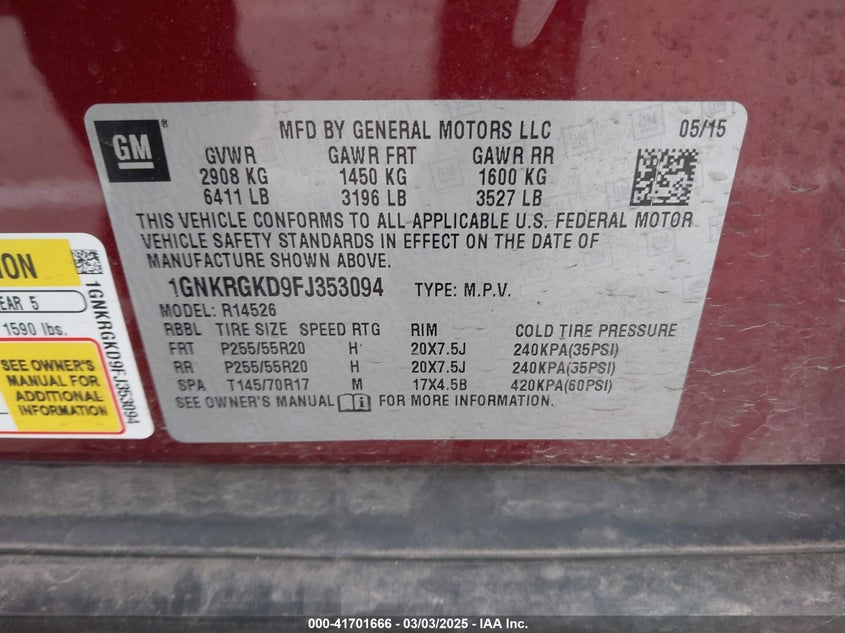 GM
®
MFD BY GENERAL MOTORS LLC
05/15
GVWR GAWR FRT GAWR RR
2908 KG 1450 KG 1600 KG
6411 LB 3196 LB 3527 LB
THIS VEHICLE CONFORMS TO ALL APPLICABLE U.S. FEDERAL MOTOR
VEHICLE SAFETY STANDARDS IN EFFECT ON THE DATE OF
MANUFACTURE SHOWN ABOVE.
1GNKRGKD9FJ353094 TYPE: M.P.V.
MODEL: R14526
RBBL TIRE SIZE SPEED RTG RIM COLD TIRE PRESSURE
FRT P255/55R20 H 20X7.5J 240KPA(35PSI)
RR P255/55R20 H 20X7.5J 240KPA(35PSI)
SPA T145/70R17 M 17X4.5B 420KPA(60PSI)
SEE OWNER'S MANUAL FOR MORE INFORMATION.
ION
EAR 5
1590 lbs.
SEE OWNER'S
MANUAL FOR
ADDITIONAL
INFORMATION
1GNKRGKD9FJ353094
000-41701666 - 03/03/2025 - IAA Inc.